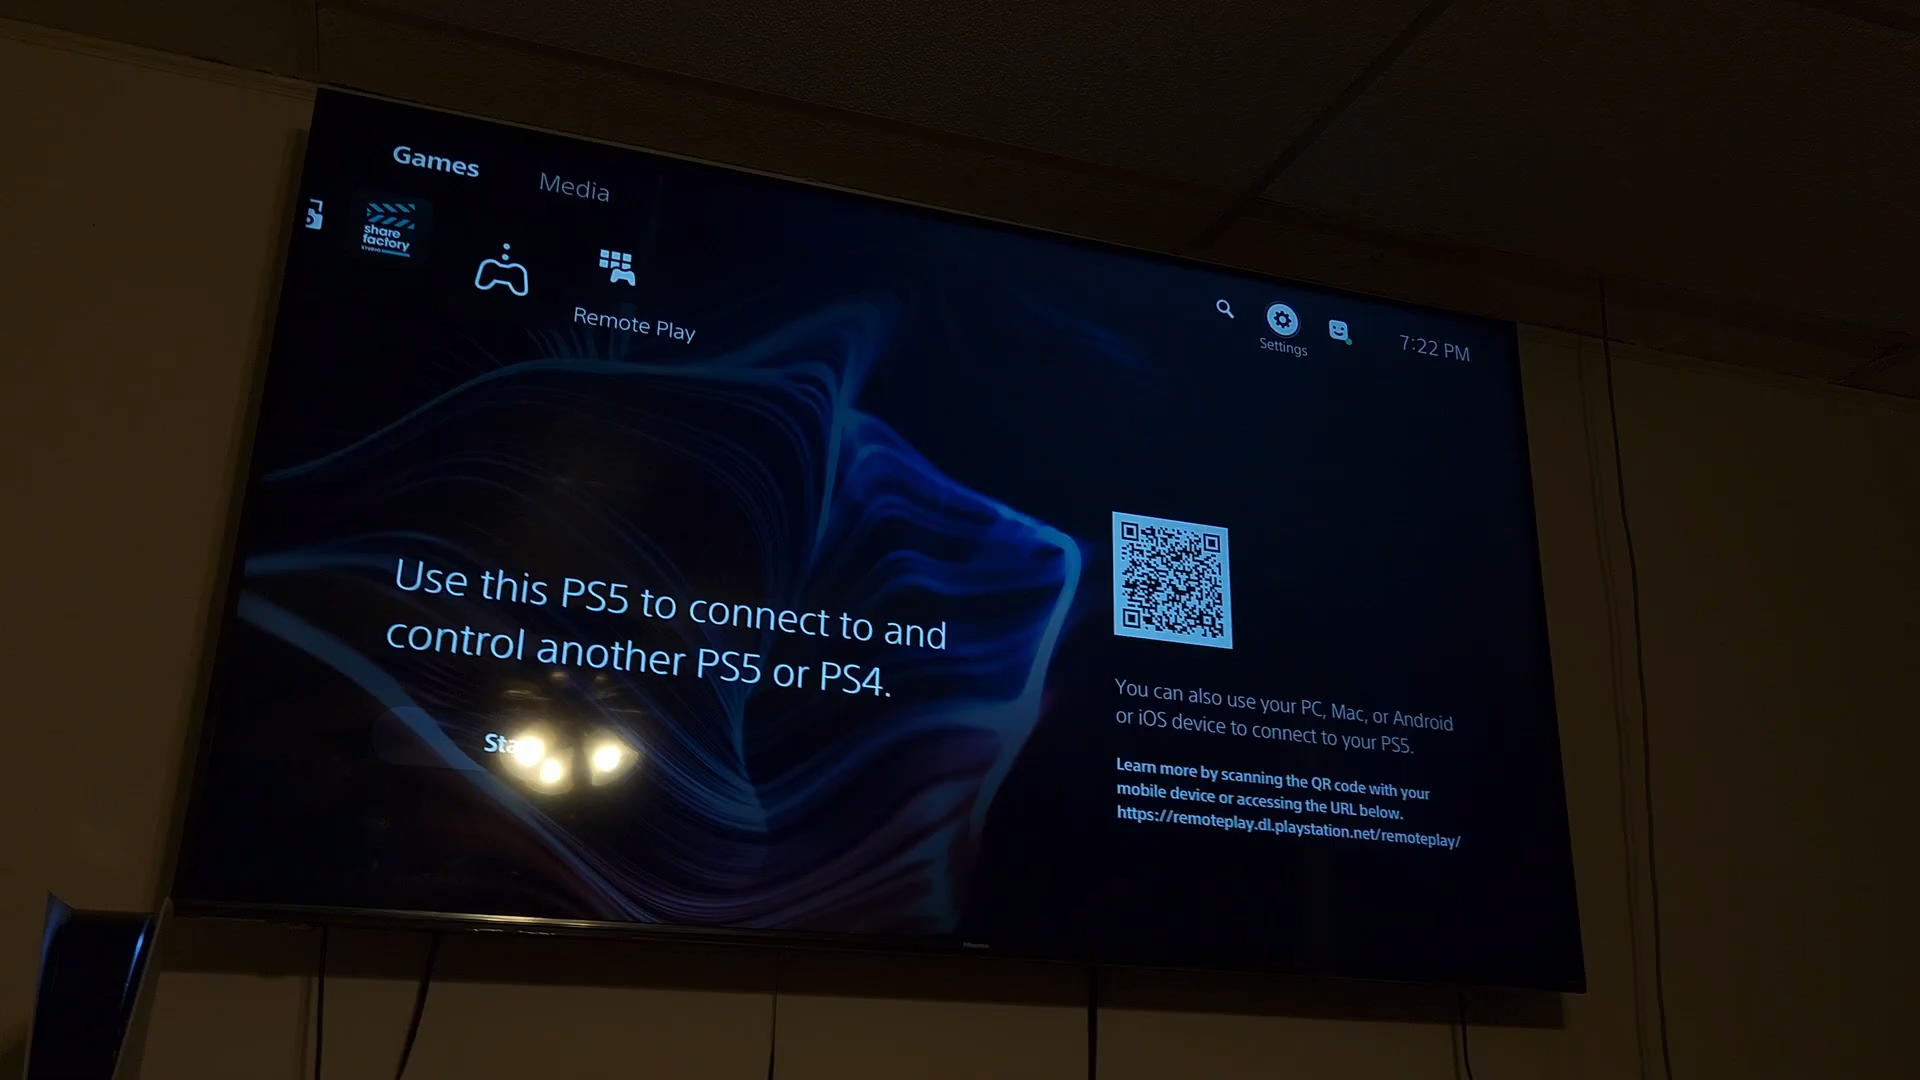 Games
Media
share
factory
Remote Play
Settings
7:22 PM
Use this PS5 to connect to and
control another PS5 or PS4.
You can also use your PC, Mac, or Android
or iOS device to connect to your PS5.
Learn more by scanning the QR code with your
mobile device or accessing the URL below.
https://remoteplay.dl.playstation.net/remoteplay/
Hisense